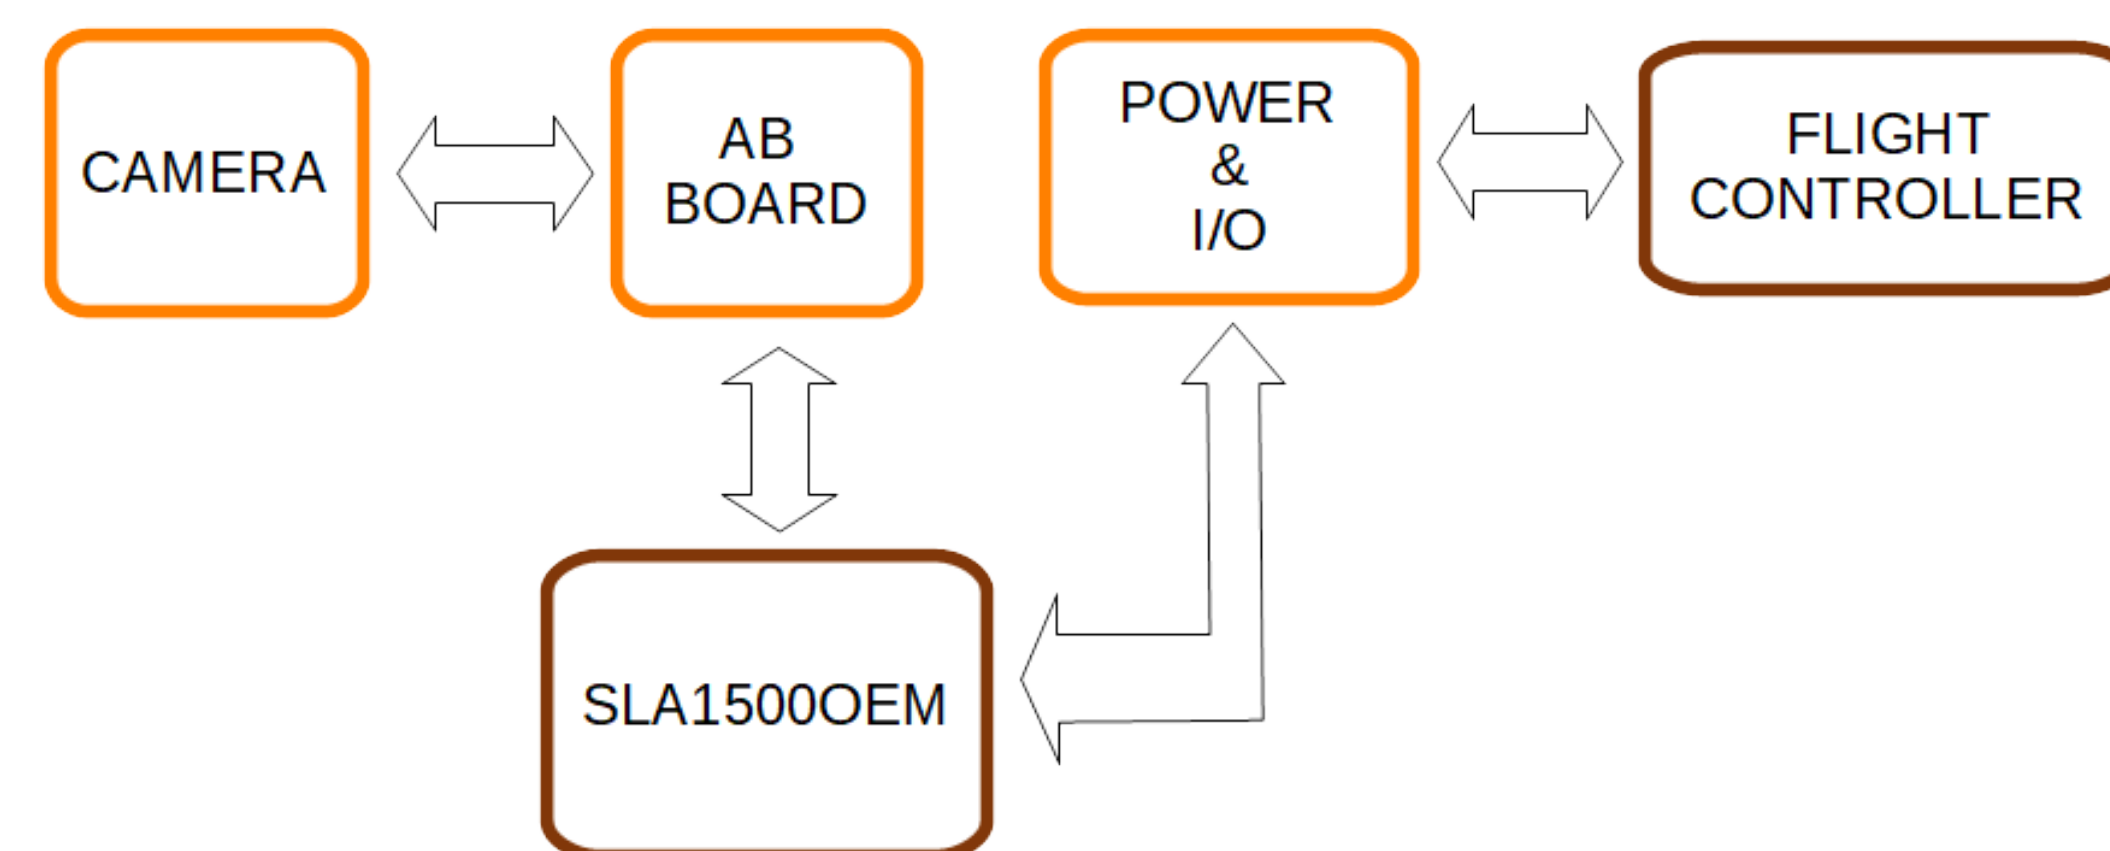 CAMERA
AB
BOARD
POWER
&
I/O
FLIGHT
CONTROLLER
SLA1500OEM